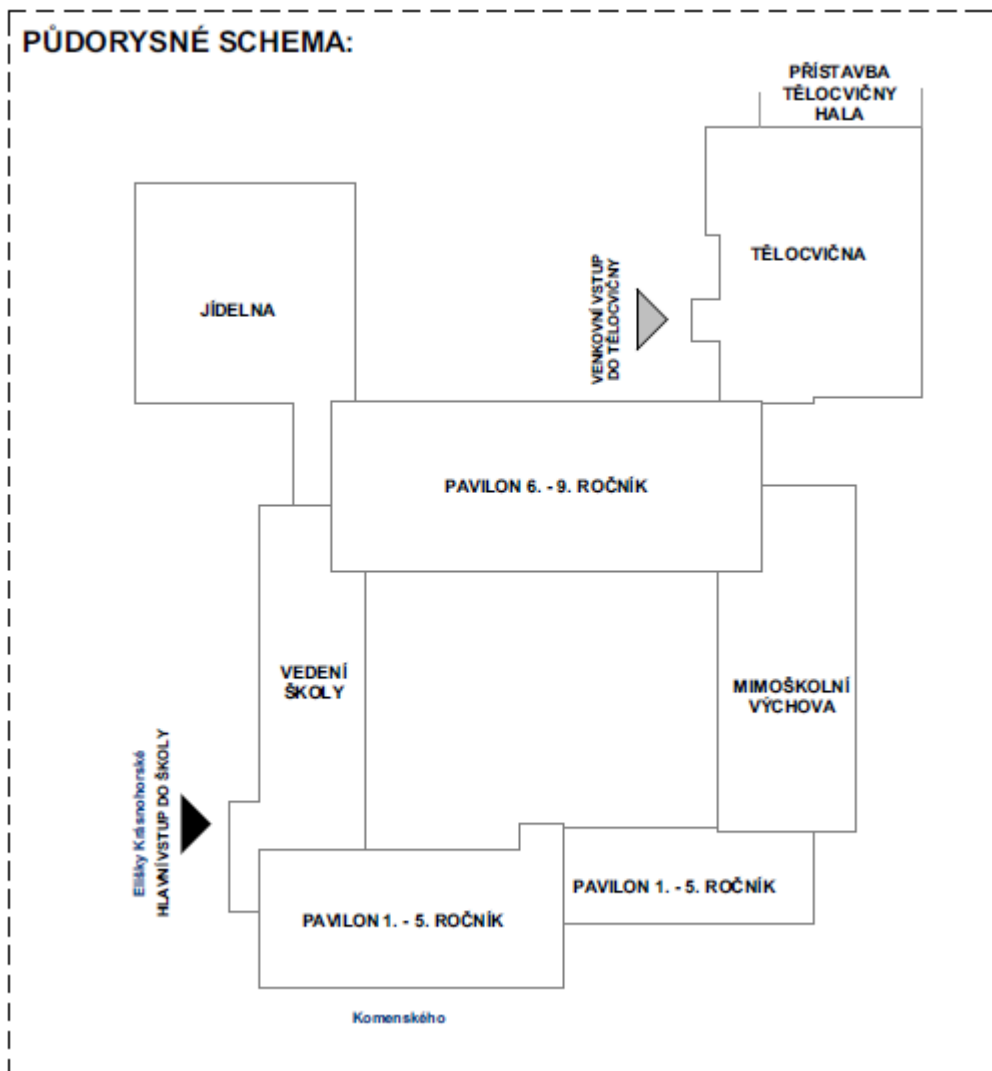 PŮDORYSNÉ SCHEMA:
PŘÍSTAVBA
TĚLOCVIČNY
HALA
TĚLOCVIČNA
JÍDELNA
VENKOVNÍ VSTUP
DO TĚLOCVIČNY
PAVILON 6. - 9. ROČNÍK
VEDENÍ
ŠKOLY
MIMOŠKOLNÍ
VÝCHOVA
Elišky Krásnohorské
HLAVNÍ VSTUP DO ŠKOLY
PAVILON 1. - 5. ROČNÍK
PAVILON 1. - 5. ROČNÍK
Komenského